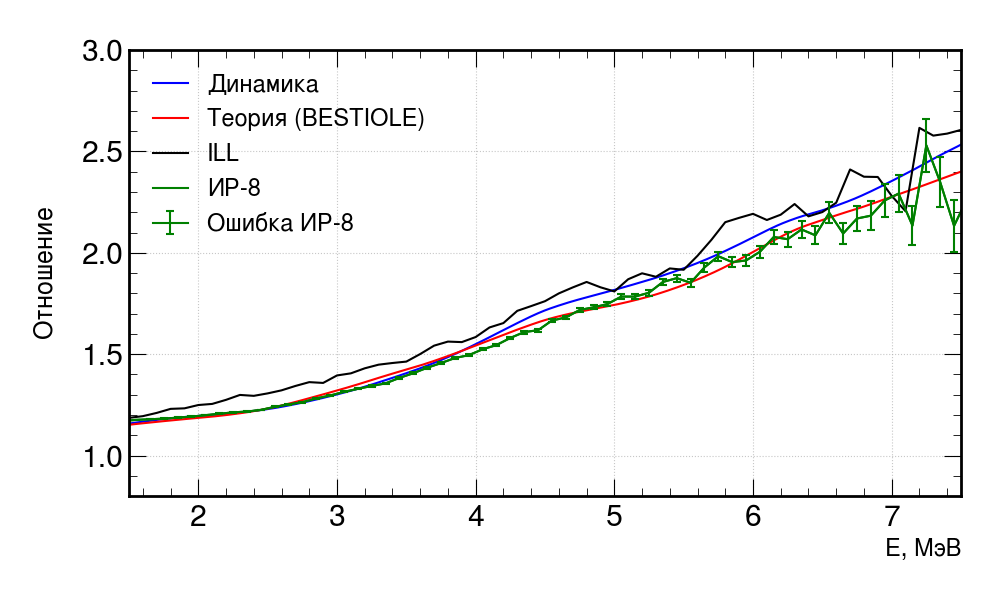 3.0
2.5
2.0
1.5
1.0
Отношение
Динамика
Теория (BESTIOLE)
ILL
ИР-8
Ошибка ИР-8
2 3 4 5 6 7
Е, МэВ